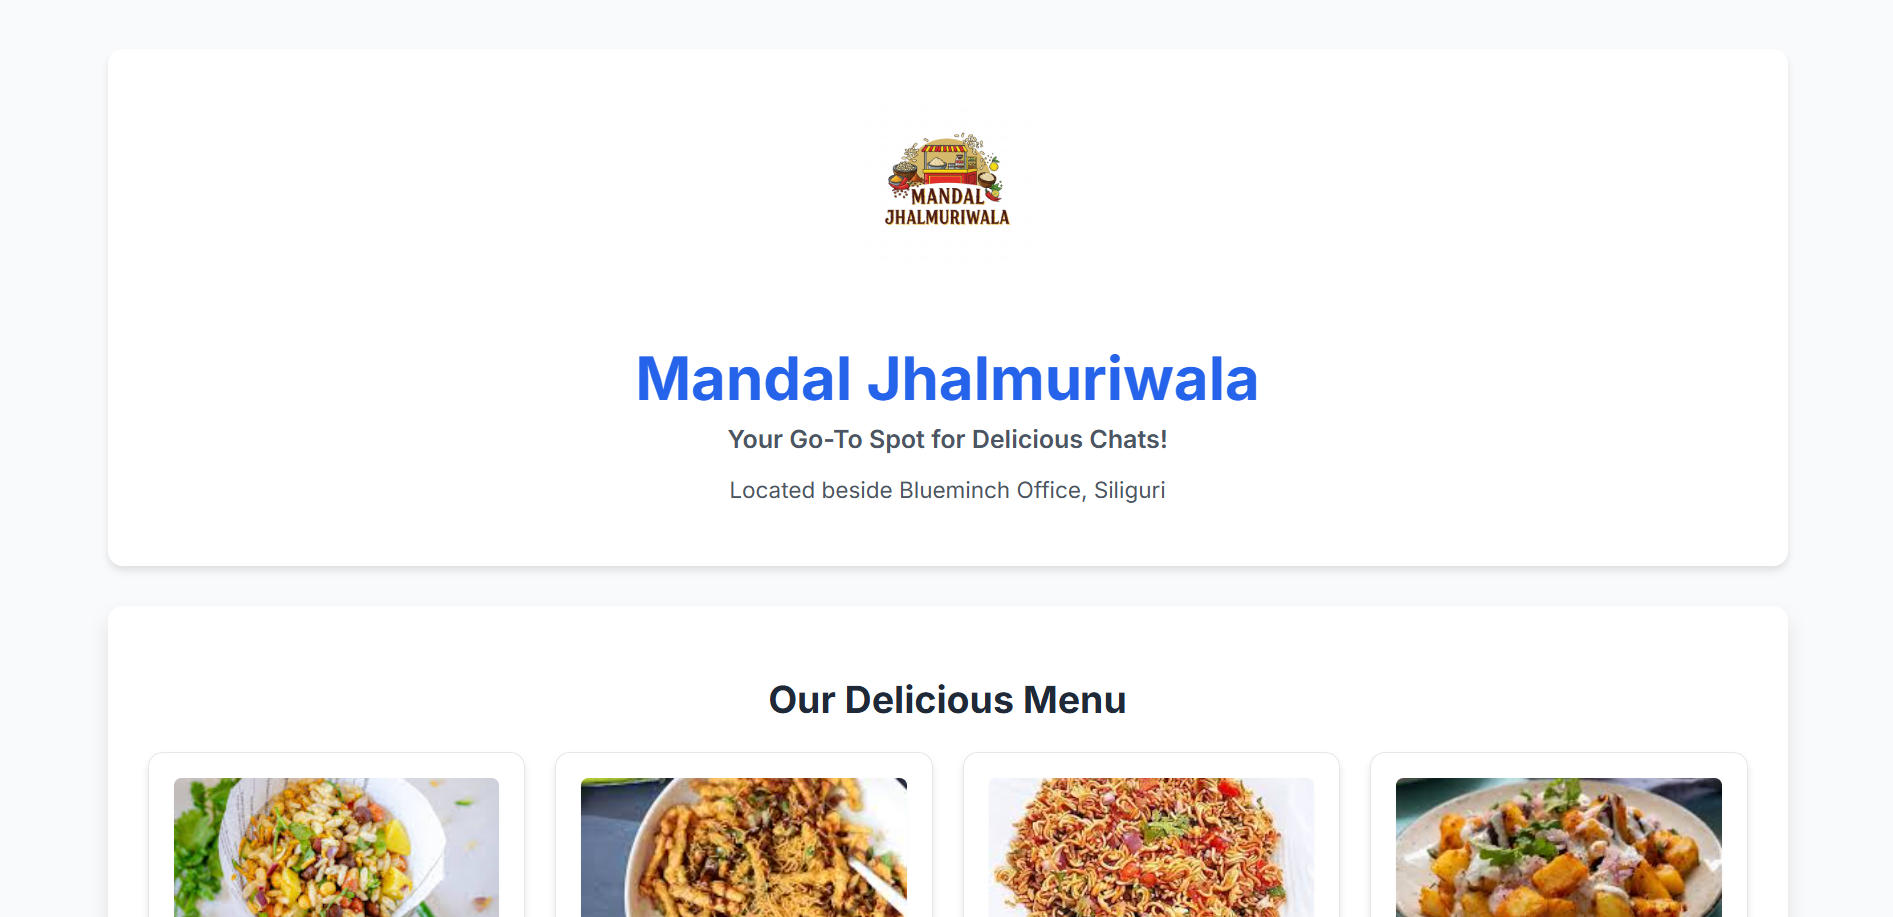 MANDAL
JHALMURIWALA
Mandal Jhalmuriwala
Your Go-To Spot for Delicious Chats!
Located beside Blueminch Office, Siliguri
Our Delicious Menu